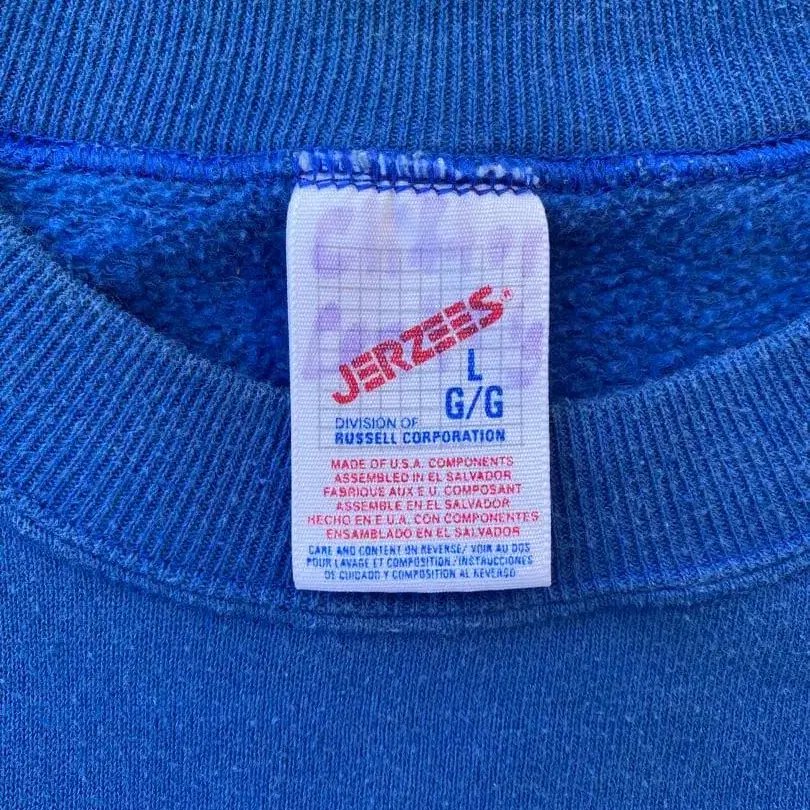 JERZEES®
L
G/G
DIVISION OF
RUSSELL CORPORATION
MADE OF U.S.A. COMPONENTS
ASSEMBLED IN EL SALVADOR
FABRIQUE AUX E.U. COMPOSANT
ASSEMBLE EN EL SALVADOR
HECHO EN E.U.A. CON COMPONENTES
ENSAMBLADO EN EL SALVADOR
CARE AND CONTENT ON REVERSE/ VOIR AU DOS
POUR LAVAGE ET COMPOSITION./INSTRUCCIONES
DE CUIDADO Y COMPOSITION AL REVERSO